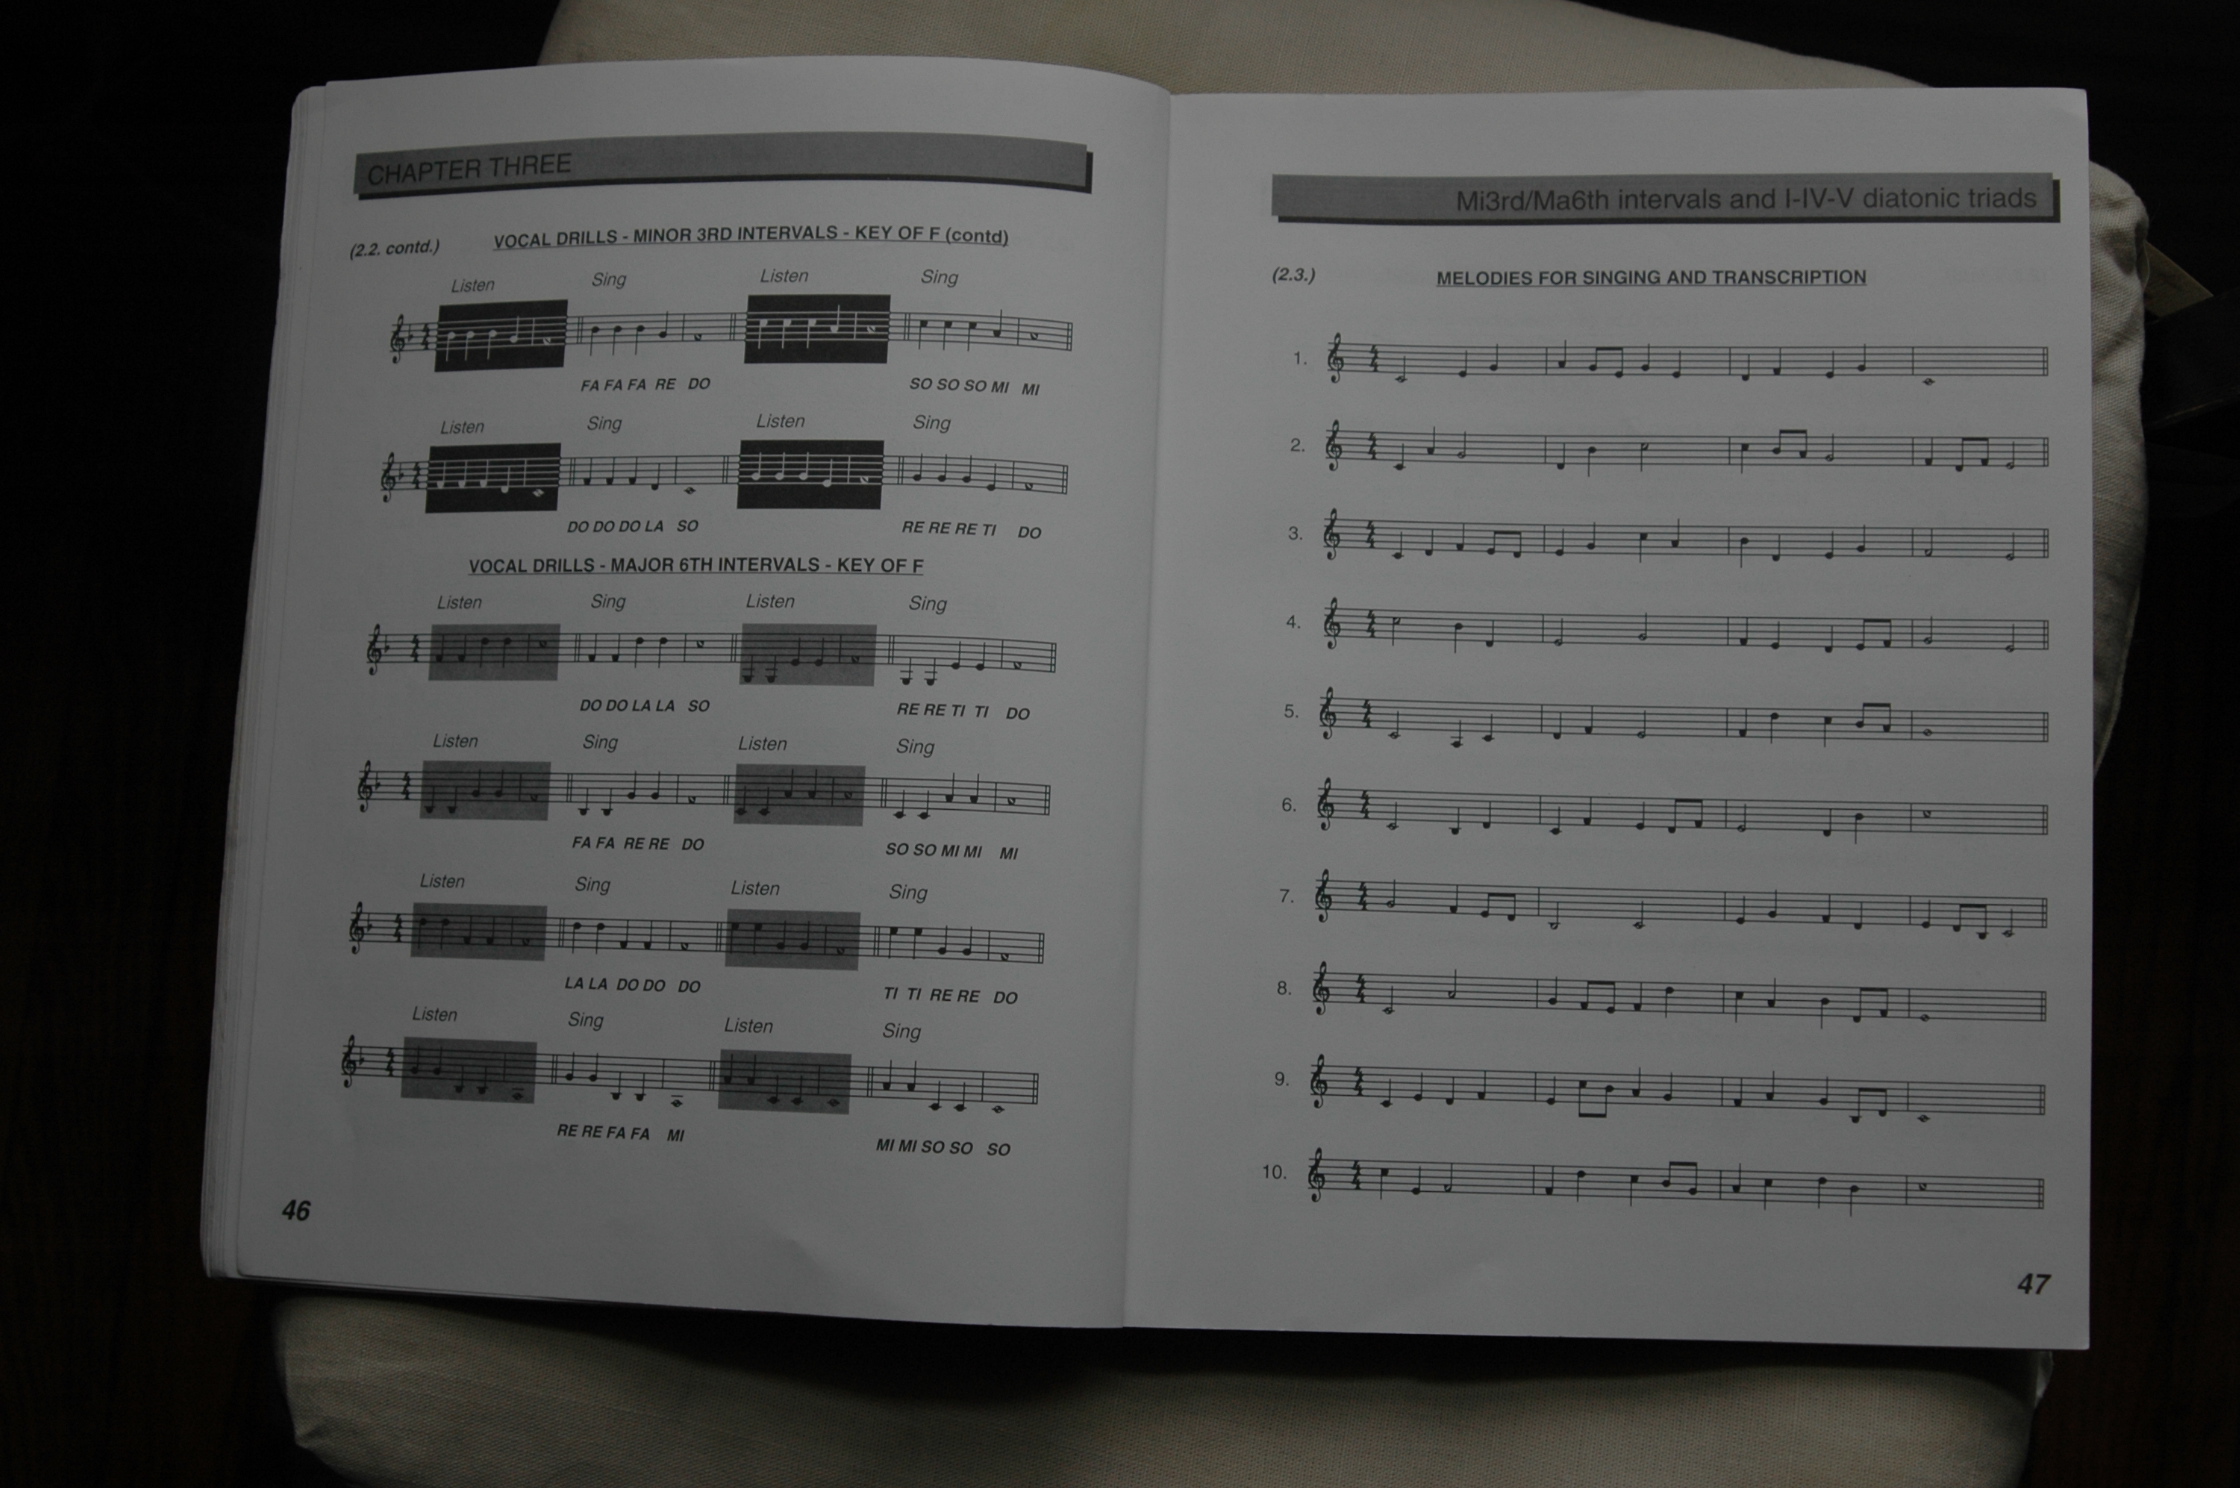 CHAPTER THREE
(2.2. contd.) VOCAL DRILLS - MINOR 3RD INTERVALS - KEY OF F (contd)
Listen Sing Listen Sing
FA FA FA RE DO SO SO SO MI MI
Listen Sing Listen Sing
DO DO DO LA SO RE RE RE TI DO
VOCAL DRILLS - MAJOR 6TH INTERVALS - KEY OF F
Listen Sing Listen Sing
DO DO LA LA SO RE RE TI TI DO
Listen Sing Listen Sing
FA FA RE RE DO SO SO MI MI MI
Listen Sing Listen Sing
LA LA DO DO DO TI TI RE RE DO
Listen Sing Listen Sing
RE RE FA FA MI MI MI SO SO SO
46
Mi3rd/Ma6th intervals and I-IV-V diatonic triads
(2.3.) MELODIES FOR SINGING AND TRANSCRIPTION
1.
2.
3.
4.
5.
6.
7.
8.
9.
10.
47